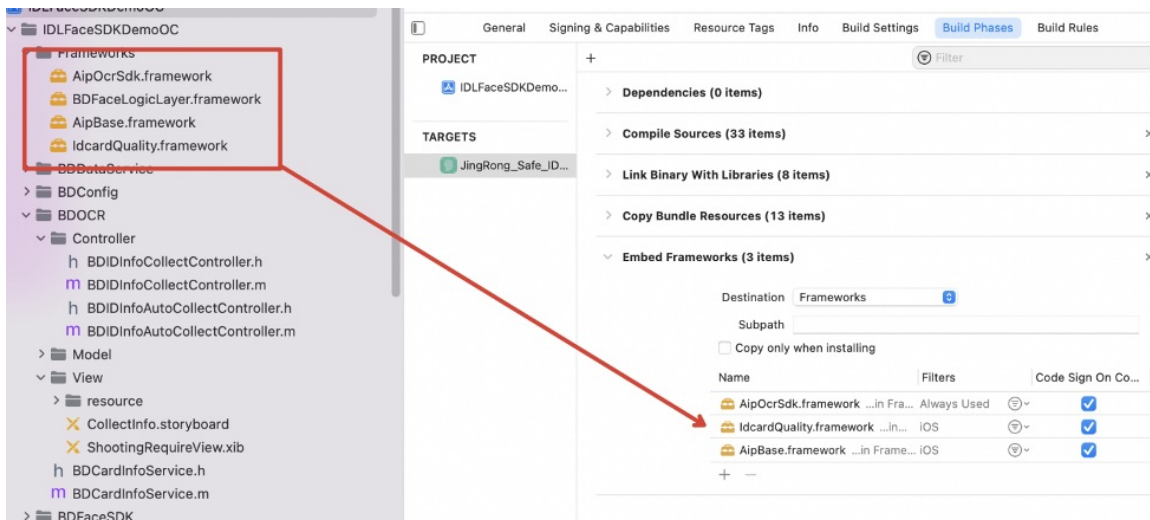 IDLFaceSDKDemoOC
IDLFaceSDKDemoOC
Frameworks
AipOcrSdk.framework
BDFaceLogicLayer.framework
AipBase.framework
IdcardQuality.framework
BDDataService
BDConfig
BDOCR
Controller
h BDIDInfoCollectController.h
m BDIDInfoCollectController.m
h BDIDInfoAutoCollectController.h
m BDIDInfoAutoCollectController.m
Model
View
resource
CollectInfo.storyboard
ShootingRequireView.xib
h BDCardInfoService.h
m BDCardInfoService.m
BDFaceSDK
General Signing & Capabilities Resource Tags Info Build Settings Build Phases Build Rules
PROJECT
IDLFaceSDKDemo...
TARGETS
JingRong_Safe_ID...
+ Filter
Dependencies (0 items)
Compile Sources (33 items)
Link Binary With Libraries (8 items)
Copy Bundle Resources (13 items)
Embed Frameworks (3 items)
Destination Frameworks
Subpath
Copy only when installing
Name Filters Code Sign On Co...
AipOcrSdk.framework ...in Fra... Always Used
IdcardQuality.framework ...in... iOS
AipBase.framework ...in Frame... iOS
+ −